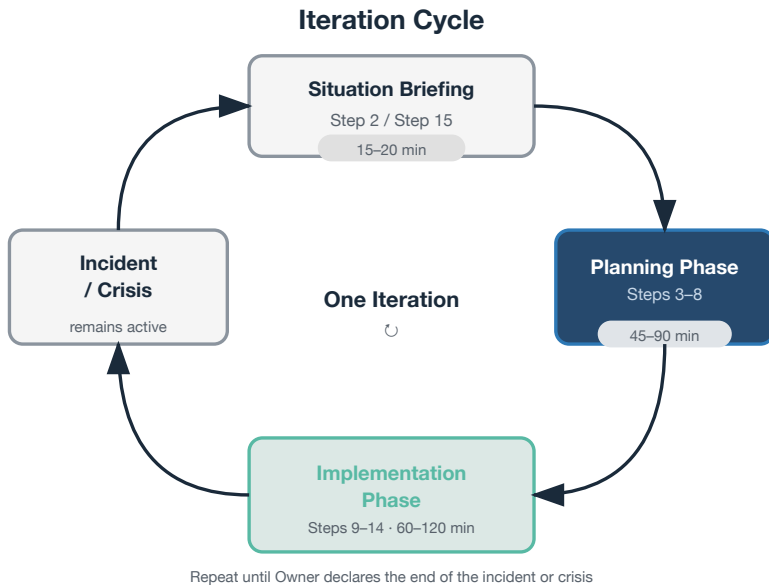 Iteration Cycle
Situation Briefing
Step 2 / Step 15
15–20 min
Planning Phase
Steps 3–8
45–90 min
Incident
/ Crisis
remains active
One Iteration
↻
Implementation
Phase
Steps 9–14 · 60–120 min
Repeat until Owner declares the end of the incident or crisis